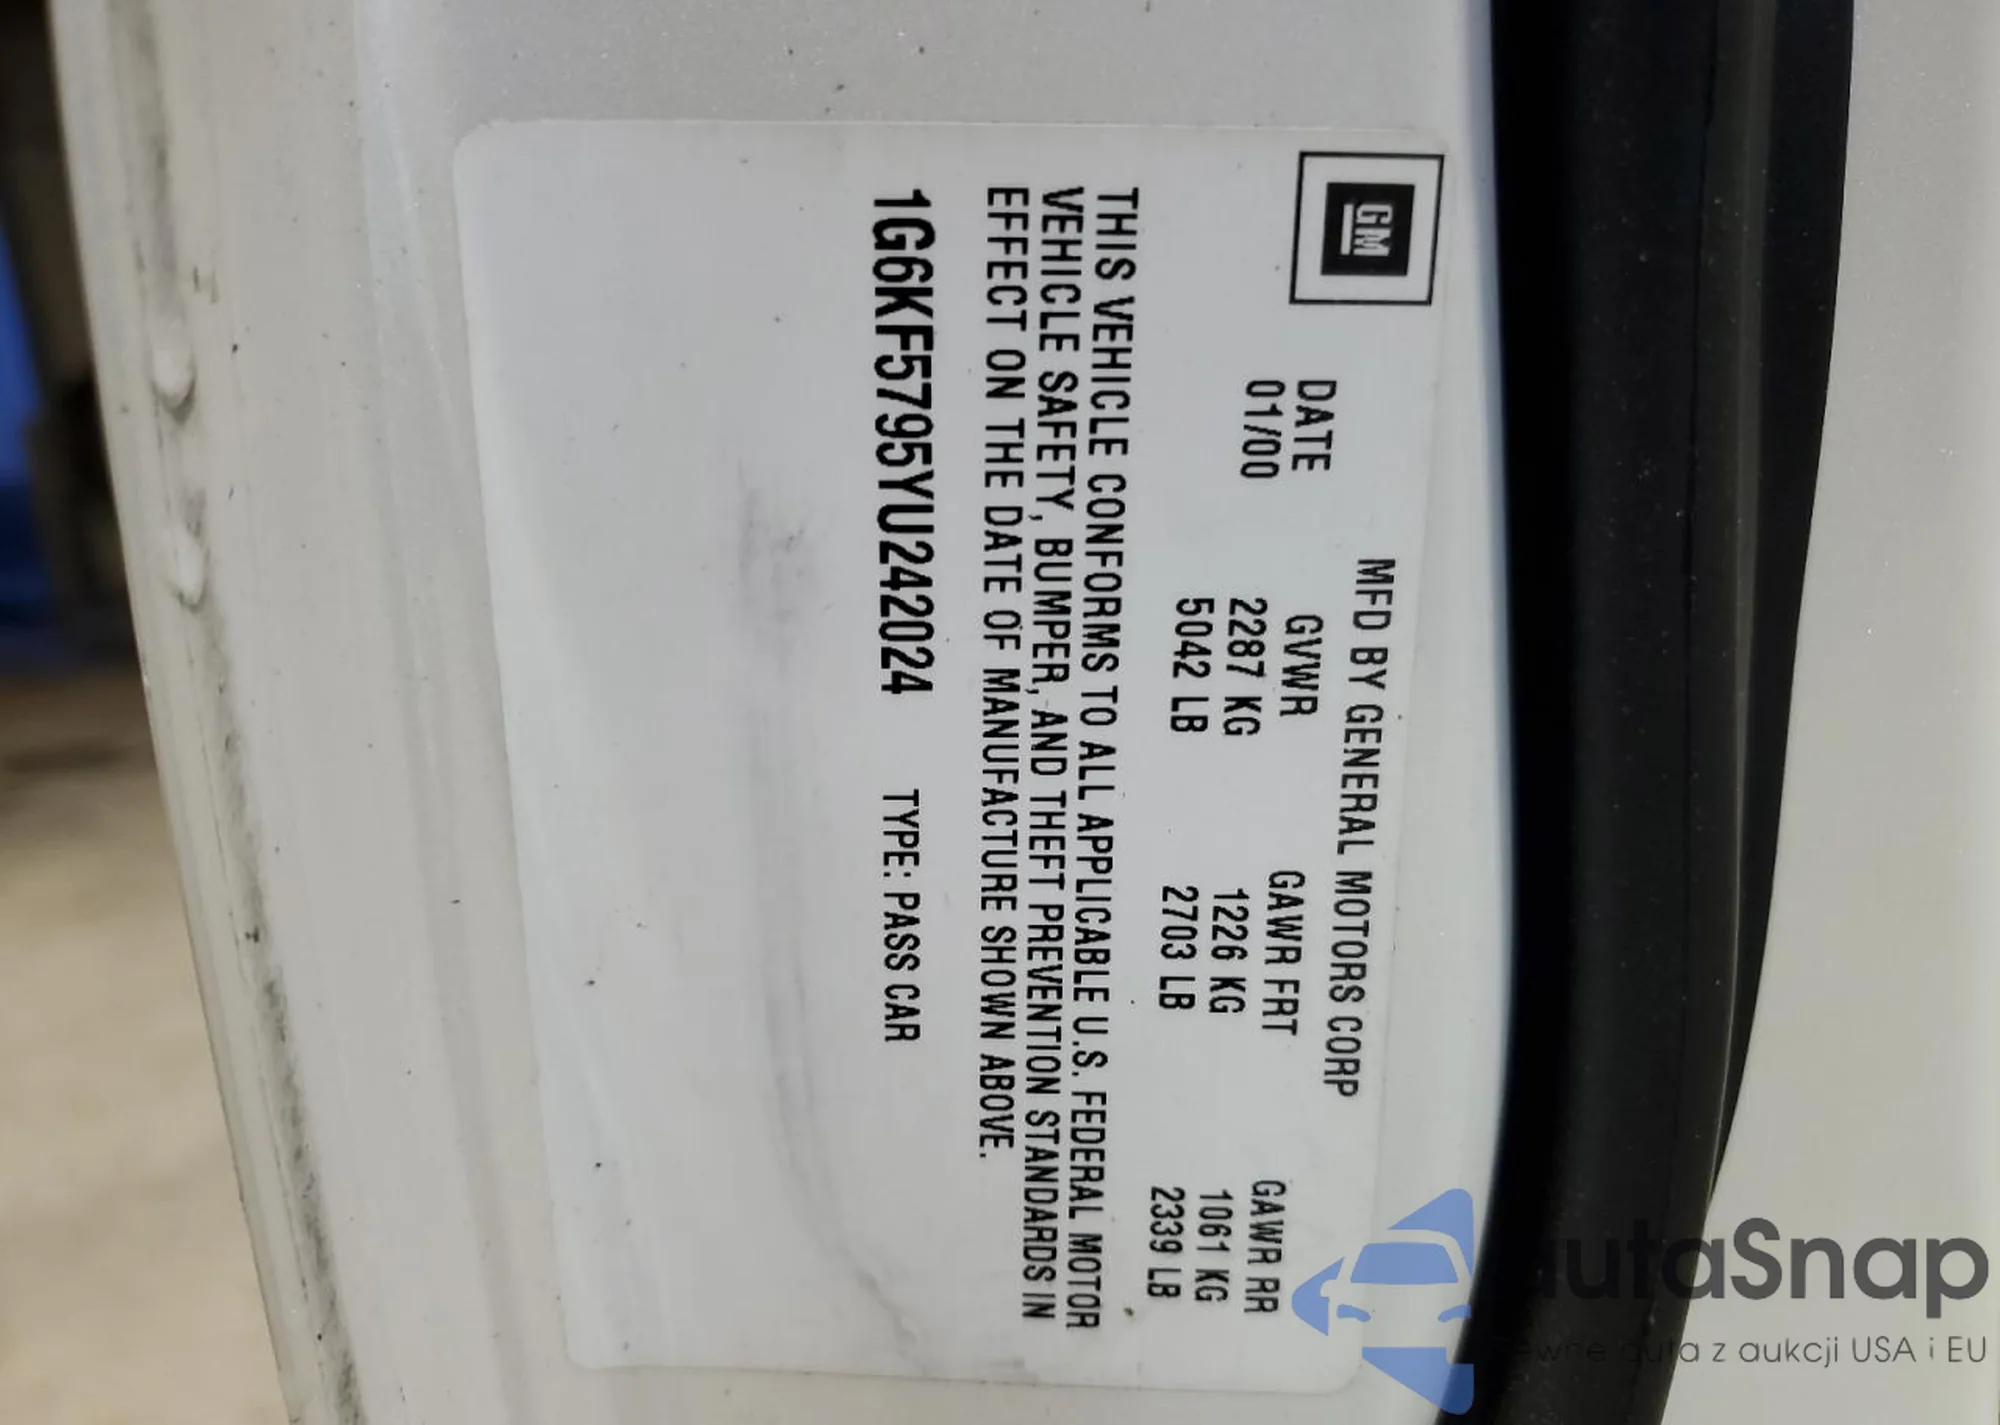 GM
MFD BY GENERAL MOTORS CORP
DATE GVWR GAWR FRT GAWR RR
01/00 2287 KG 1226 KG 1061 KG
5042 LB 2703 LB 2339 LB
THIS VEHICLE CONFORMS TO ALL APPLICABLE U.S. FEDERAL MOTOR
VEHICLE SAFETY, BUMPER, AND THEFT PREVENTION STANDARDS IN
EFFECT ON THE DATE OF MANUFACTURE SHOWN ABOVE.
1G6KF5795YU242024 TYPE: PASS CAR
autaSnap
Pewne auta z aukcji USA i EU